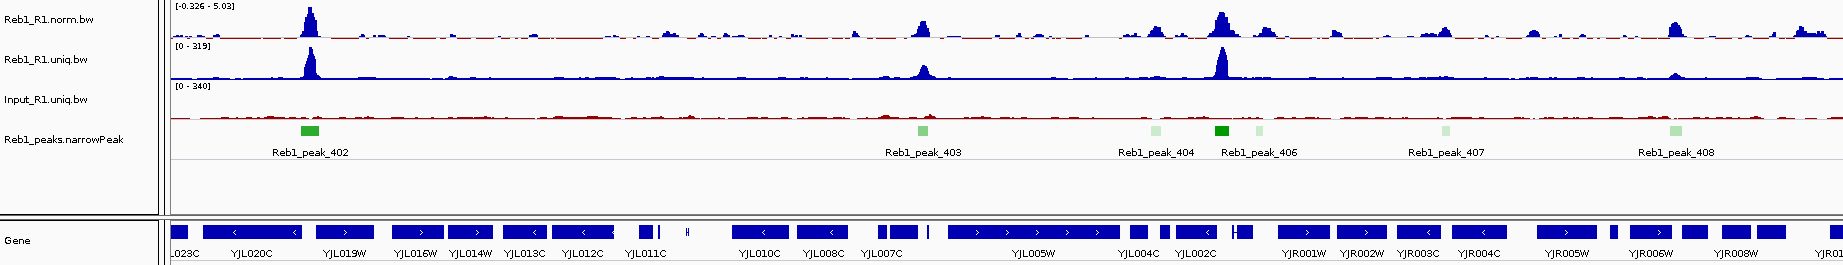 Reb1_R1.norm.bw
[-0.326 - 5.03]
Reb1_R1.uniq.bw
[0 - 319]
Input_R1.uniq.bw
[0 - 340]
Reb1_peaks.narrowPeak
Reb1_peak_402 Reb1_peak_403 Reb1_peak_404 Reb1_peak_406 Reb1_peak_407 Reb1_peak_408
Gene
.023C YJL020C YJL019W YJL016W YJL014W YJL013C YJL012C YJL011C YJL010C YJL008C YJL007C YJL005W YJL004C YJL002C YJR001W YJR002W YJR003C YJR004C YJR005W YJR006W YJR008W YJR01